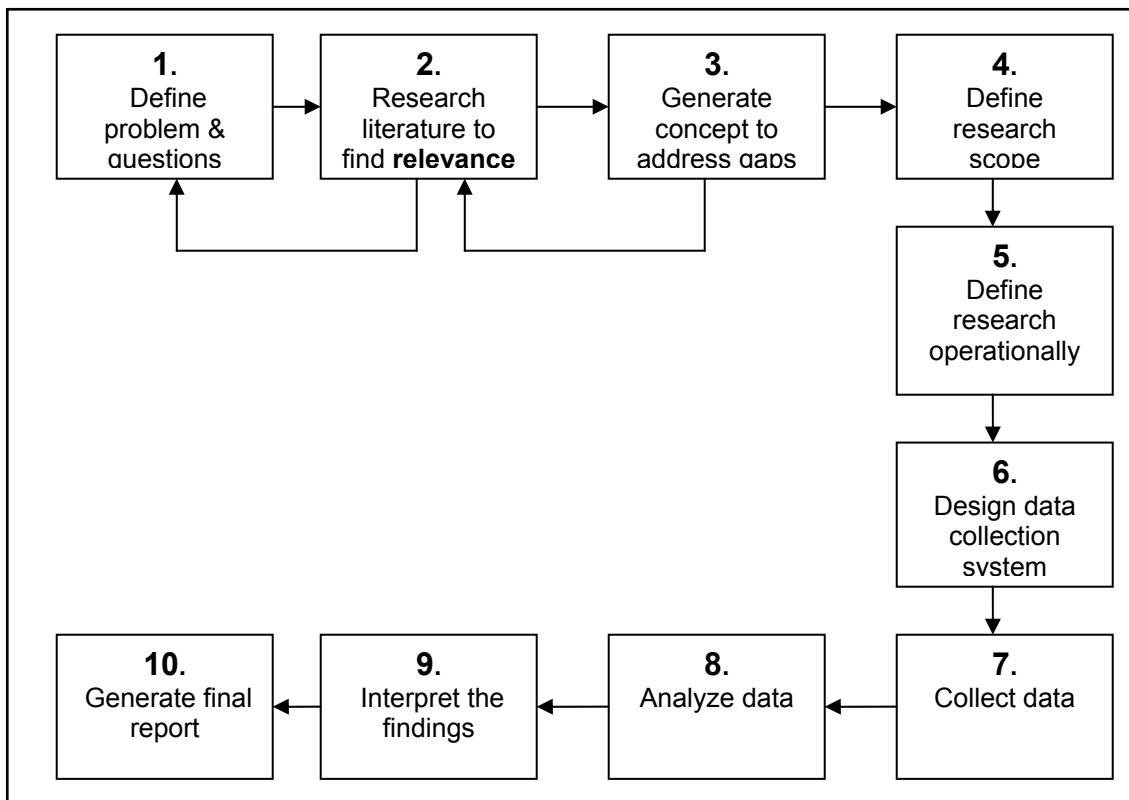 1.
Define
problem &
questions
2.
Research
literature to
find relevance
3.
Generate
concept to
address gaps
4.
Define
research
scope
5.
Define
research
operationally
6.
Design data
collection
system
7.
Collect data
8.
Analyze data
9.
Interpret the
findings
10.
Generate final
report